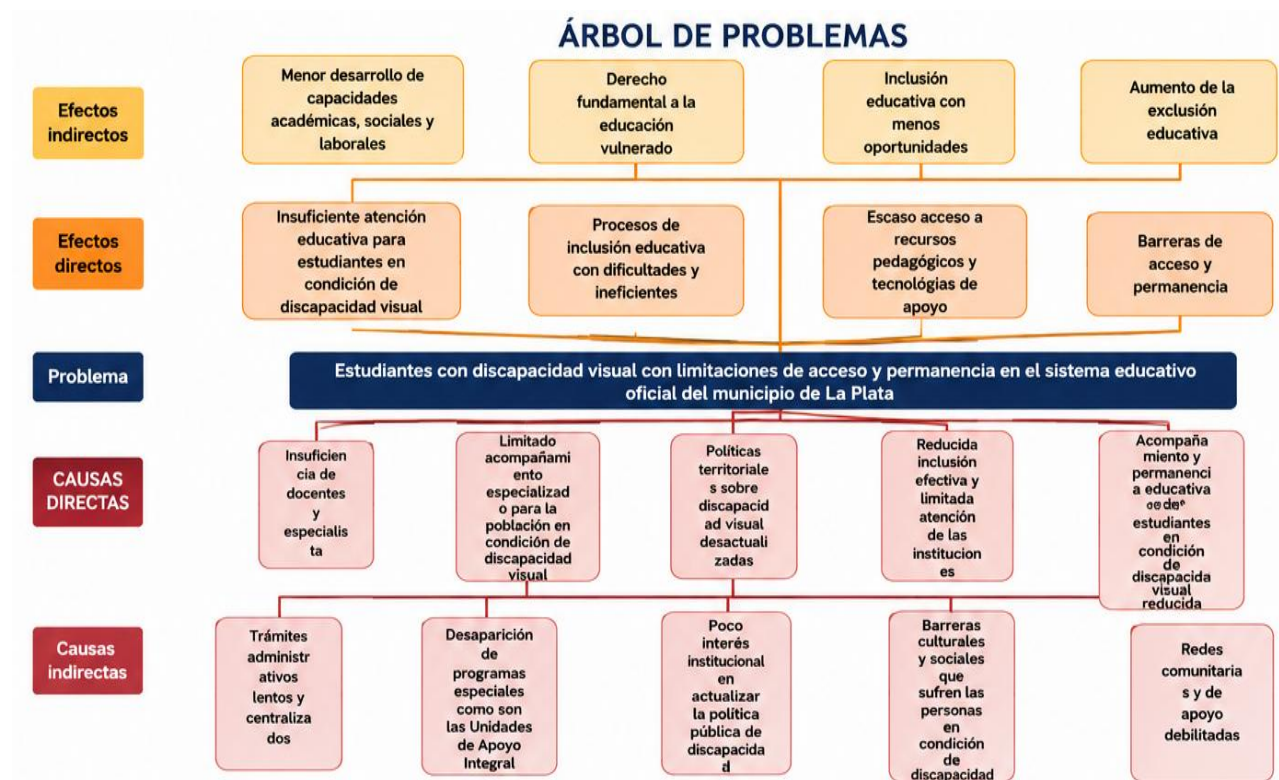 ÁRBOL DE PROBLEMAS
Efectos
indirectos
Menor desarrollo de
capacidades
académicas, sociales y
laborales
Derecho
fundamental a la
educación
vulnerado
Inclusión
educativa con
menos
oportunidades
Aumento de la
exclusión
educativa
Efectos
directos
Insuficiente atención
educativa para
estudiantes en
condición de
discapacidad visual
Procesos de
inclusión educativa
con dificultades y
ineficientes
Escaso acceso a
recursos
pedagógicos y
tecnológias de
apoyo
Barreras de
acceso y
permanencia
Problema
Estudiantes con discapacidad visual con limitaciones de acceso y permanencia en el sistema educativo
oficial del municipio de La Plata
CAUSAS
DIRECTAS
Insuficien
cia de
docentes
y
especialis
ta
Limitado
acompañami
ento
especializad
o para la
población en
condición de
discapacidad
visual
Políticas
territoriale
s sobre
discapacid
ad visual
desactuali
zadas
Reducida
inclusión
efectiva y
limitada
atención
de las
institucion
es
Acompaña
miento y
permanenci
a educativa
estudiantes
en
condición
de
discapacida
visual
reducida
Causas
indirectas
Trámites
administr
ativos
lentos y
centraliza
dos
Desaparición
de
programas
especiales
como son
las Unidades
de Apoyo
Integral
Poco
interés
institucional
en
actualizar
la política
pública de
discapacida
d
Barreras
culturales
y sociales
que
sufren las
personas
en
condición
de
discapacidad
Redes
comunitaria
s y de
apoyo
debilitadas